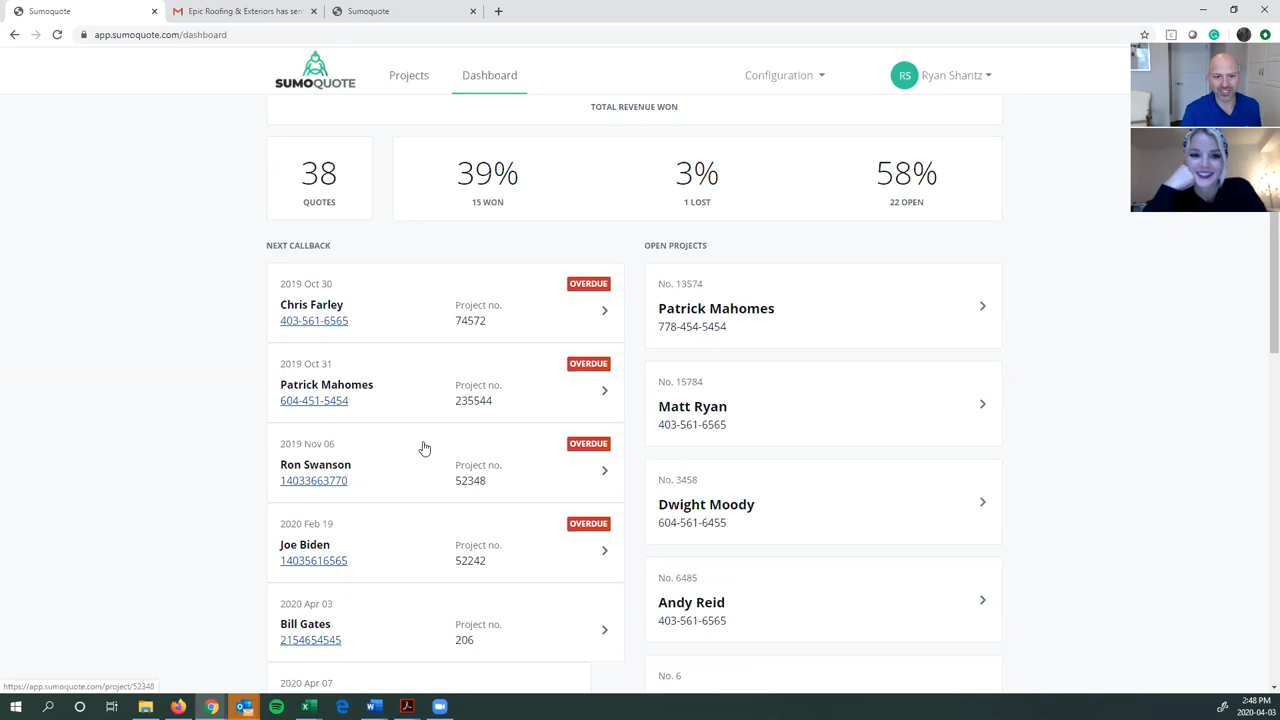 Sumoquote
Epic Roofing & Exteriors has sen
Sumoquote
app.sumoquote.com/dashboard
SUMOQUOTE
Projects
Dashboard
Configuration
RS
Ryan Shantz
TOTAL REVENUE WON
38
QUOTES
39%
15 WON
3%
1 LOST
58%
22 OPEN
NEXT CALLBACK
2019 Oct 30
OVERDUE
Chris Farley
Project no.
403-561-6565
74572
2019 Oct 31
OVERDUE
Patrick Mahomes
Project no.
604-451-5454
235544
2019 Nov 06
OVERDUE
Ron Swanson
Project no.
14033663770
52348
2020 Feb 19
OVERDUE
Joe Biden
Project no.
14035616565
52242
2020 Apr 03
Bill Gates
Project no.
2154654545
206
2020 Apr 07
OPEN PROJECTS
No. 13574
Patrick Mahomes
778-454-5454
No. 15784
Matt Ryan
403-561-6565
No. 3458
Dwight Moody
604-561-6455
No. 6485
Andy Reid
403-561-6565
No. 6
https://app.sumoquote.com/project/52348
2:48 PM
2020-04-03